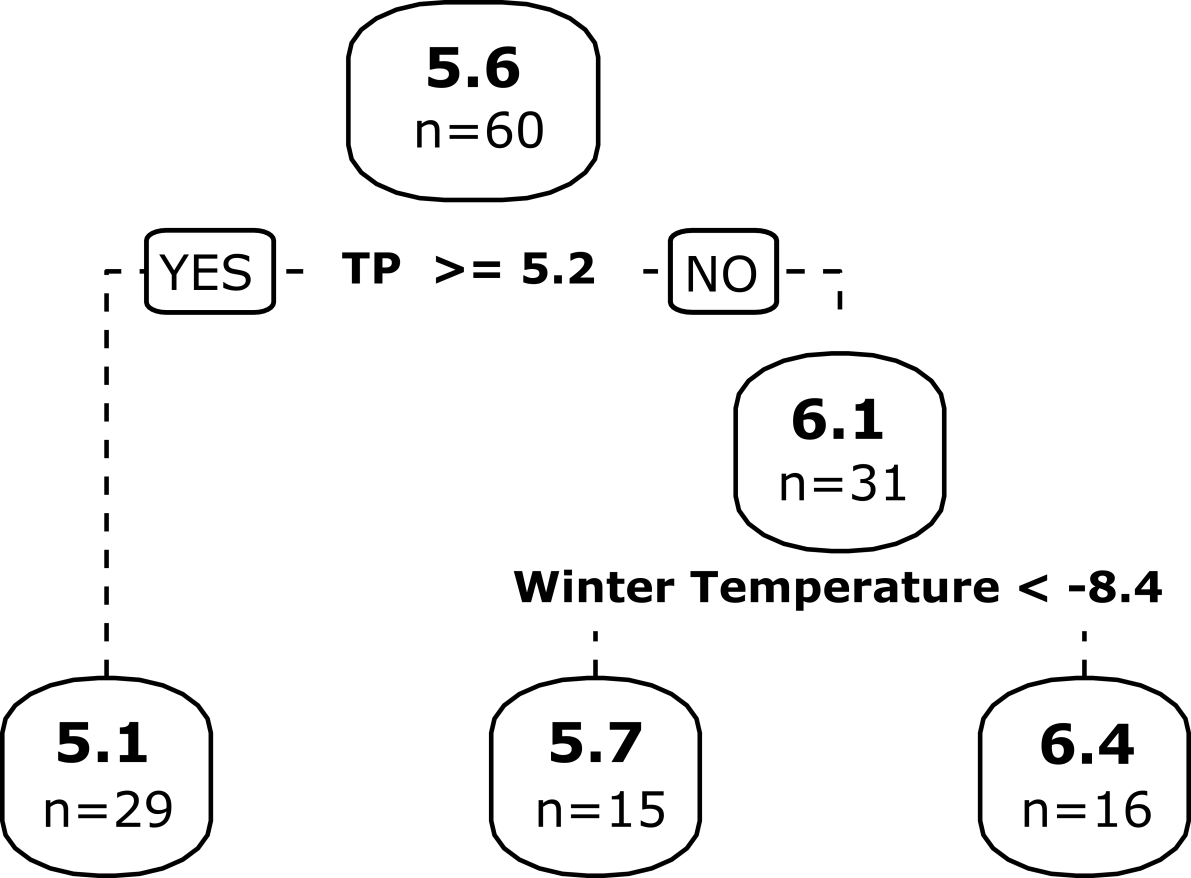 5.6
n=60
YES TP >= 5.2 NO
6.1
n=31
Winter Temperature < -8.4
5.1
n=29
5.7
n=15
6.4
n=16